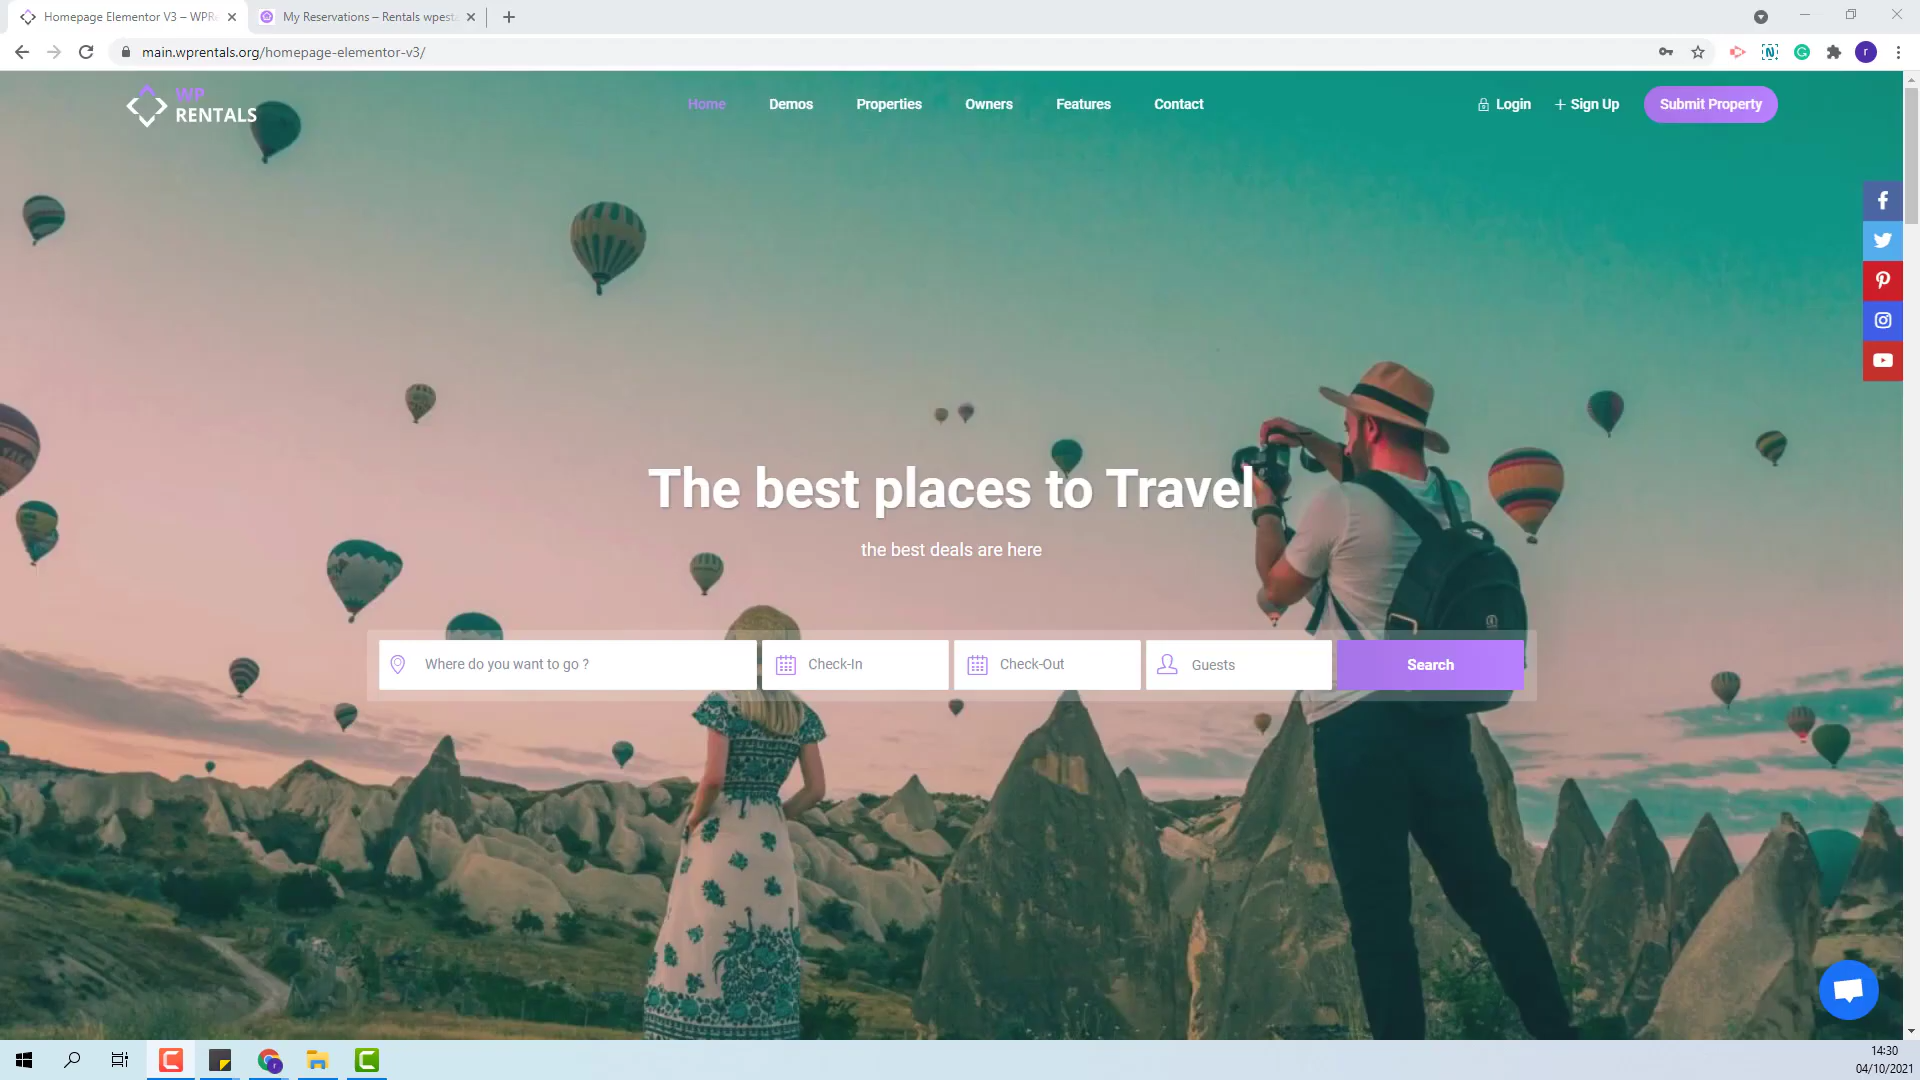 Homepage Elementor V3 – WPR
My Reservations – Rentals wpest
main.wprentals.org/homepage-elementor-v3/
r
WP
RENTALS
Home
Demos
Properties
Owners
Features
Contact
Login
+ Sign Up
Submit Property
The best places to Travel
the best deals are here
Where do you want to go ?
Check-In
Check-Out
Guests
Search
14:30
04/10/2021